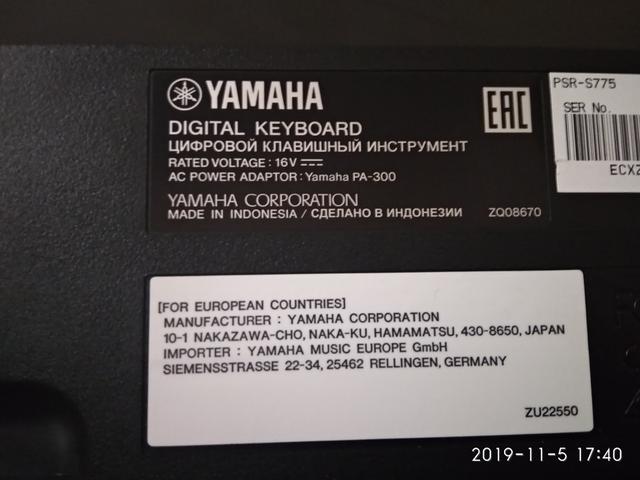 YAMAHA
EAC
DIGITAL KEYBOARD
ЦИФРОВОЙ КЛАВИШНЫЙ ИНСТРУМЕНТ
RATED VOLTAGE : 16V
AC POWER ADAPTOR : Yamaha PA-300
YAMAHA CORPORATION
MADE IN INDONESIA / СДЕЛАНО В ИНДОНЕЗИИ
ZQ08670
PSR-S775
SER No.
ECXZ
[FOR EUROPEAN COUNTRIES]
MANUFACTURER : YAMAHA CORPORATION
10-1 NAKAZAWA-CHO, NAKA-KU, HAMAMATSU, 430-8650, JAPAN
IMPORTER : YAMAHA MUSIC EUROPE GmbH
SIEMENSSTRASSE 22-34, 25462 RELLINGEN, GERMANY
ZU22550
2019-11-5 17:40